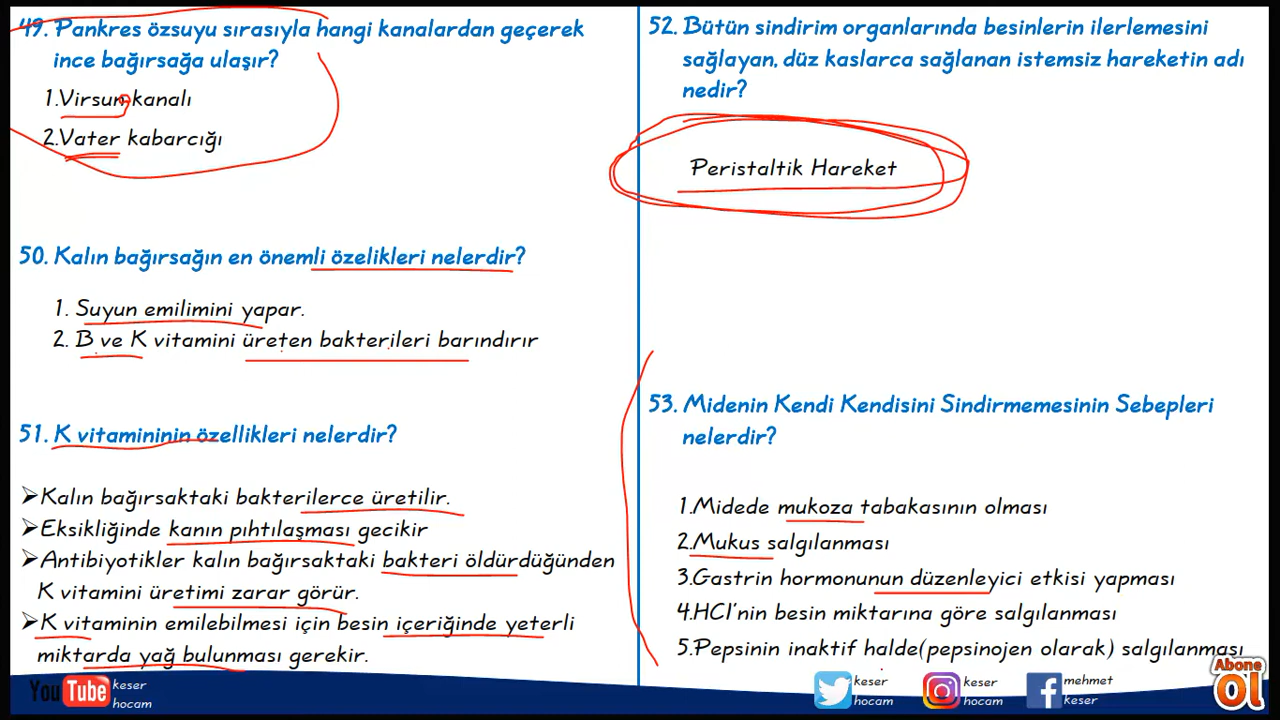 49. Pankres özsuyu sırasıyla hangi kanalardan geçerek
ince bağırsağa ulaşır?
1.Virsun kanalı
2.Vater kabarcığı
50. Kalın bağırsağın en önemli özelikleri nelerdir?
1. Suyun emilimini yapar.
2. B ve K vitamini üreten bakterileri barındırır
51. K vitamininin özellikleri nelerdir?
➢Kalın bağırsaktaki bakterilerce üretilir.
➢Eksikliğinde kanın pıhtılaşması gecikir
➢Antibiyotikler kalın bağırsaktaki bakteri öldürdüğünden
K vitamini üretimi zarar görür.
➢K vitaminin emilebilmesi için besin içeriğinde yeterli
miktarda yağ bulunması gerekir.
52. Bütün sindirim organlarında besinlerin ilerlemesini
sağlayan, düz kaslarca sağlanan istemsiz hareketin adı
nedir?
Peristaltik Hareket
53. Midenin Kendi Kendisini Sindirmemesinin Sebepleri
nelerdir?
1.Midede mukoza tabakasının olması
2.Mukus salgılanması
3.Gastrin hormonunun düzenleyici etkisi yapması
4.HCl'nin besin miktarına göre salgılanması
5.Pepsinin inaktif halde(pepsinojen olarak) salgılanması
YouTube keser
hocam
keser
hocam
keser
hocam
mehmet
keser
Abone
OL